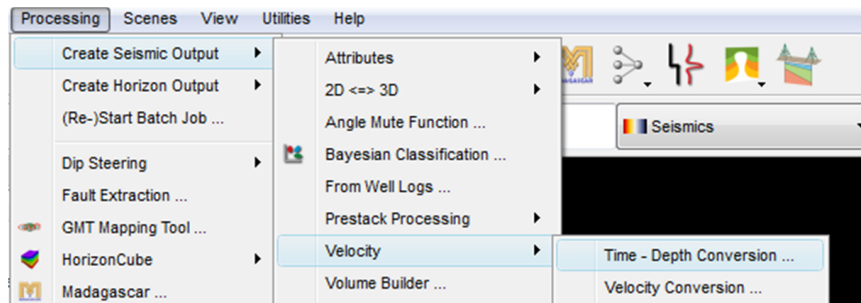 Processing Scenes View Utilities Help
Create Seismic Output
Create Horizon Output
(Re-)Start Batch Job ...
Dip Steering
Fault Extraction ...
GMT Mapping Tool ...
HorizonCube
Madagascar ...
Attributes
2D <=> 3D
Angle Mute Function ...
Bayesian Classification ...
From Well Logs ...
Prestack Processing
Velocity
Volume Builder ...
Time - Depth Conversion ...
Velocity Conversion ...
MADAGASCAR
Seismics